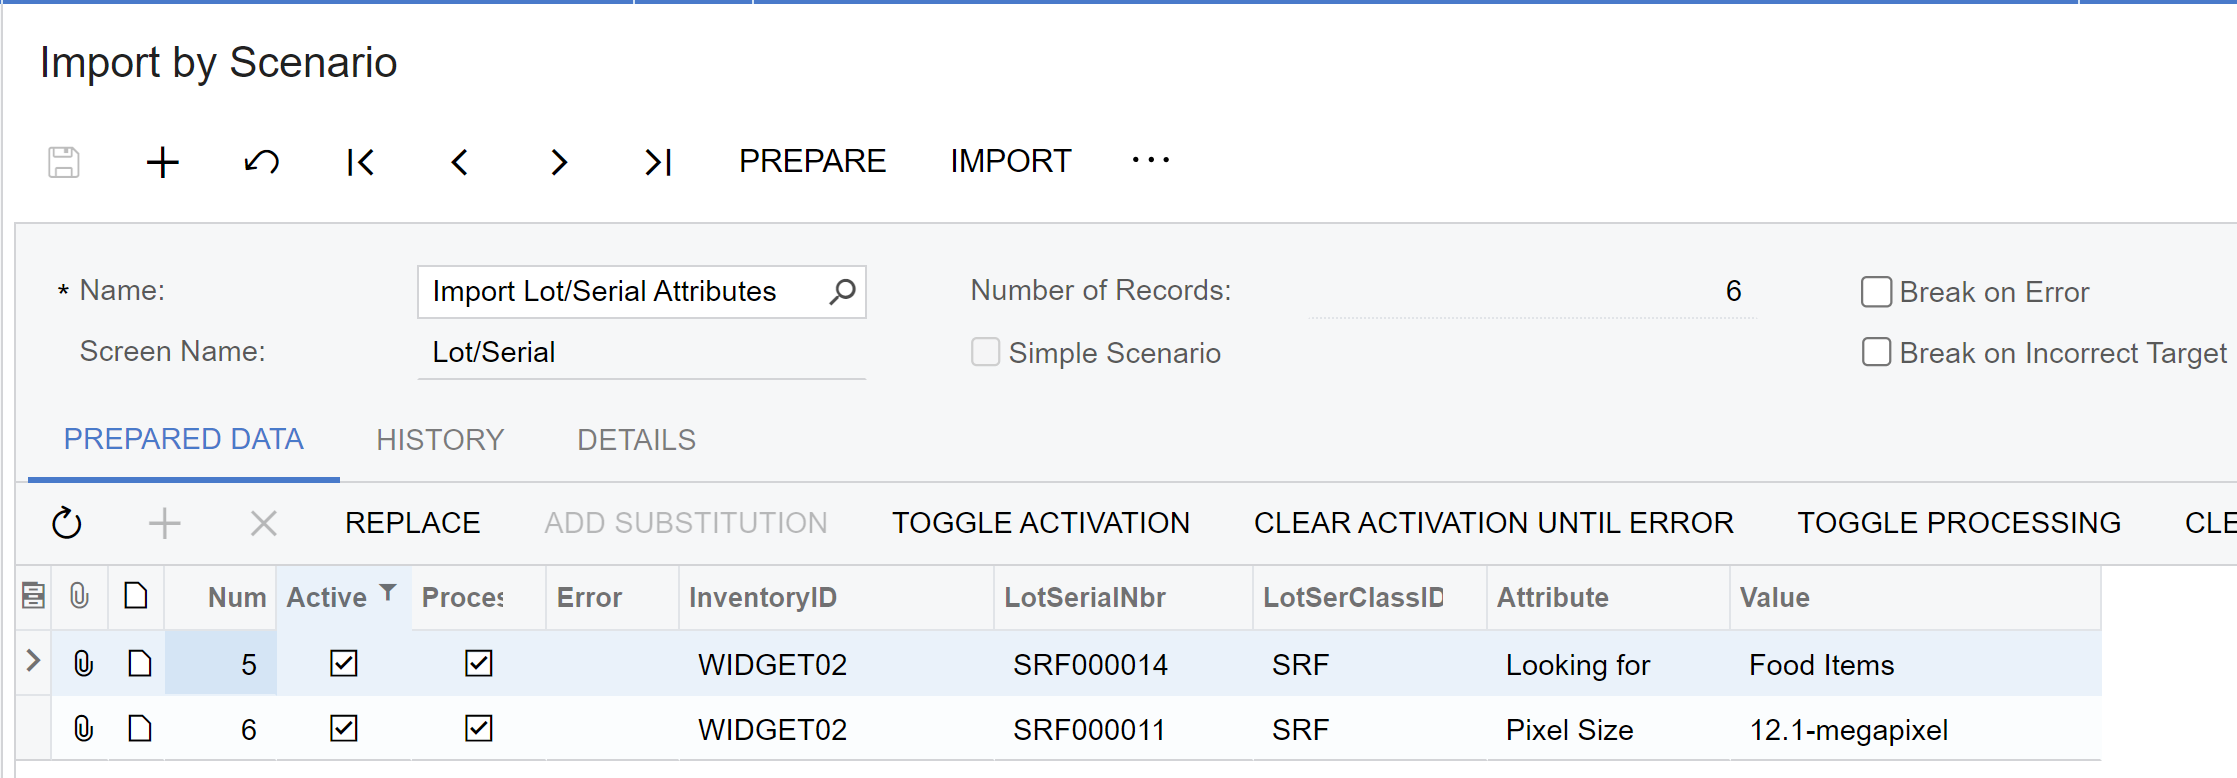 Import by Scenario
PREPARE IMPORT ...
* Name: Import Lot/Serial Attributes Number of Records: 6 Break on Error
Screen Name: Lot/Serial Simple Scenario Break on Incorrect Target
PREPARED DATA HISTORY DETAILS
REPLACE ADD SUBSTITUTION TOGGLE ACTIVATION CLEAR ACTIVATION UNTIL ERROR TOGGLE PROCESSING CLE
Num Active Proces Error InventoryID LotSerialNbr LotSerClassID Attribute Value
5 WIDGET02 SRF000014 SRF Looking for Food Items
6 WIDGET02 SRF000011 SRF Pixel Size 12.1-megapixel